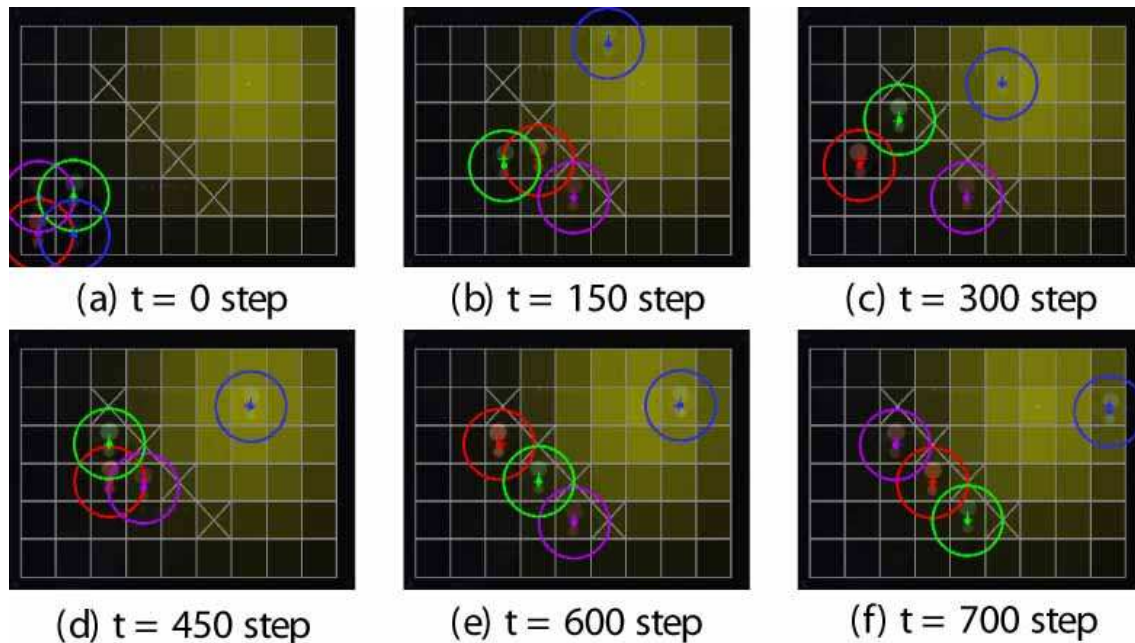 (a) t = 0 step
(b) t = 150 step
(c) t = 300 step
(d) t = 450 step
(e) t = 600 step
(f) t = 700 step